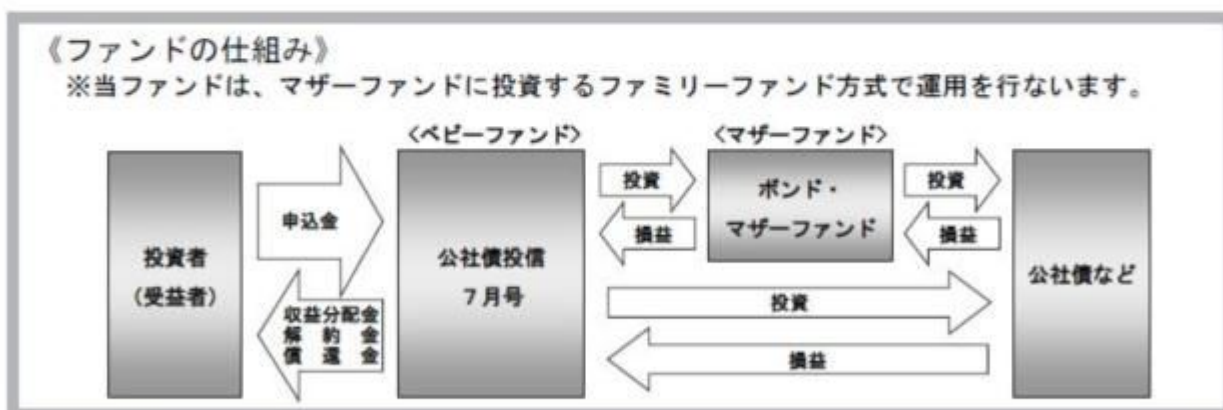 《ファンドの仕組み》
※当ファンドは、マザーファンドに投資するファミリーファンド方式で運用を行ないます。
〈ベビーファンド〉
〈マザーファンド〉
投資者
（受益者）
申込金
収益分配金
解約金
償還金
公社債投信
7月号
投資
損益
ボンド・
マザーファンド
投資
損益
投資
損益
公社債など